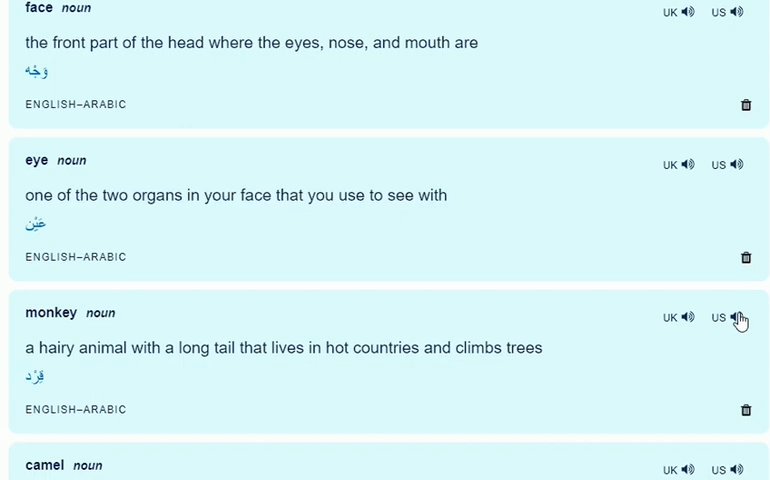 face noun UK US
the front part of the head where the eyes, nose, and mouth are
وَجْه
ENGLISH–ARABIC
eye noun UK US
one of the two organs in your face that you use to see with
عَيْن
ENGLISH–ARABIC
monkey noun UK US
a hairy animal with a long tail that lives in hot countries and climbs trees
قِرْد
ENGLISH–ARABIC
camel noun UK US